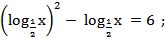 (log_{1/2} x)^2 − log_{1/2} x = 6 ;